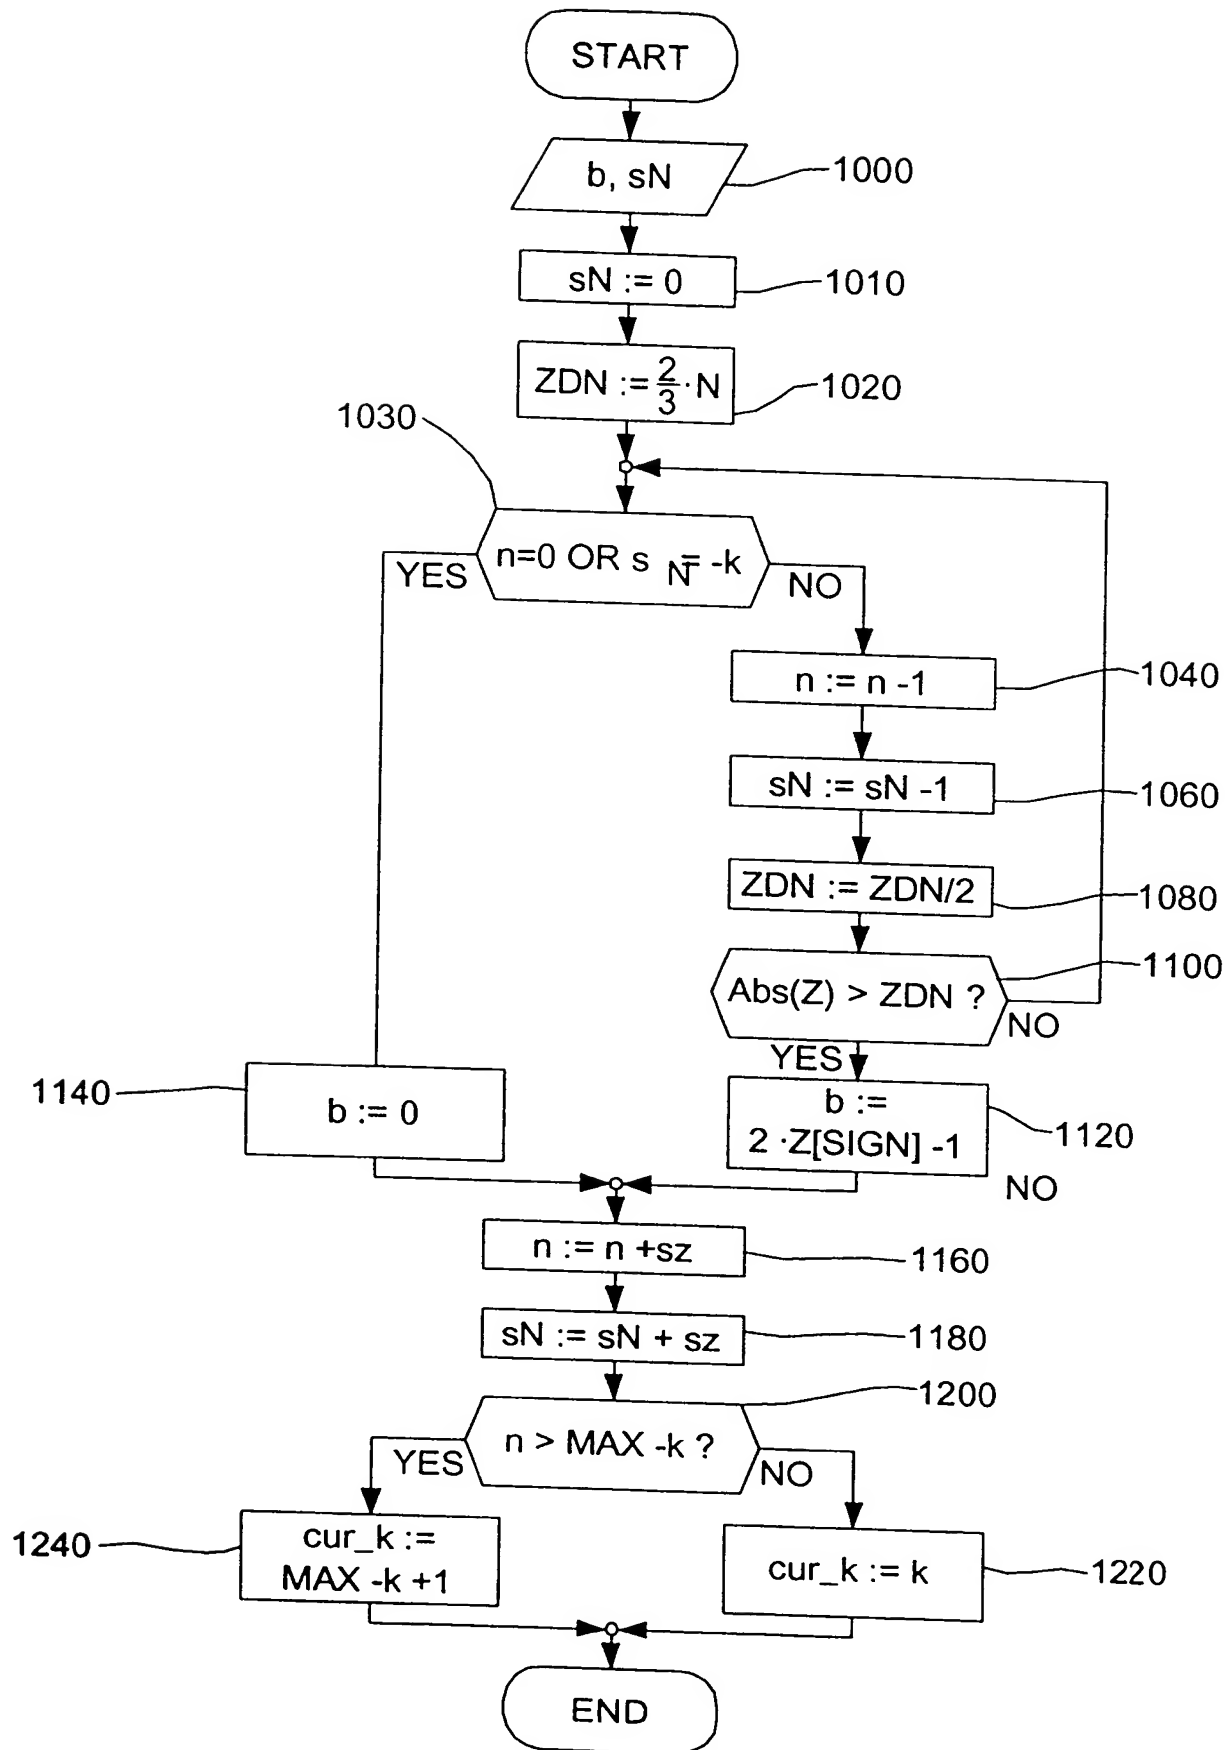 START
b, sN
1000
sN := 0
1010
ZDN := 2/3 · N
1020
1030
n=0 OR s N = -k
YES
NO
n := n -1
1040
sN := sN -1
1060
ZDN := ZDN/2
1080
Abs(Z) > ZDN ?
1100
NO
YES
1140
b := 0
b :=
2 ·Z[SIGN] -1
1120
NO
n := n +sz
1160
sN := sN + sz
1180
1200
n > MAX -k ?
YES
NO
1240
cur_k :=
MAX -k +1
cur_k := k
1220
END